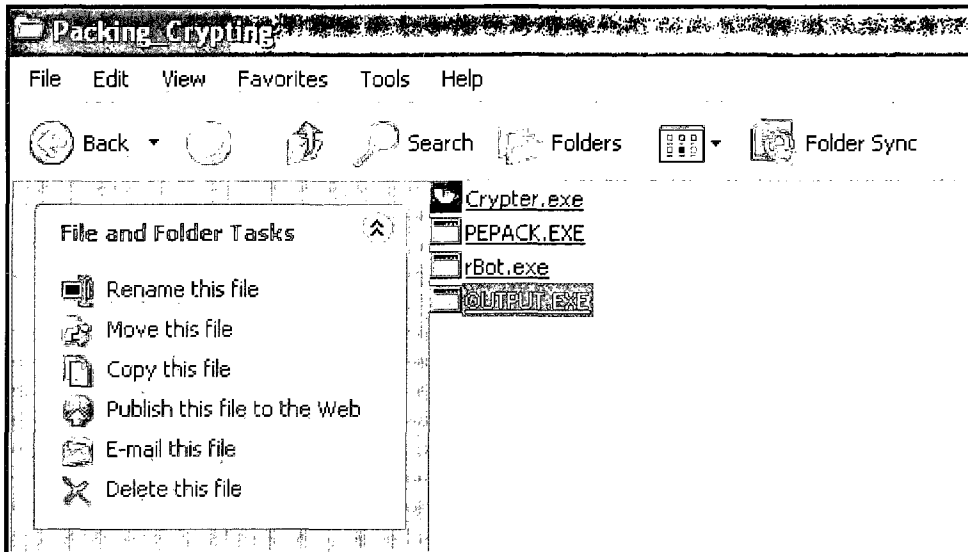 Packing_Crypting
File Edit View Favorites Tools Help
Back Search Folders Folder Sync
File and Folder Tasks
Rename this file
Move this file
Copy this file
Publish this file to the Web
E-mail this file
Delete this file
Crypter.exe
PEPACK.EXE
rBot.exe
OUTPUT.EXE